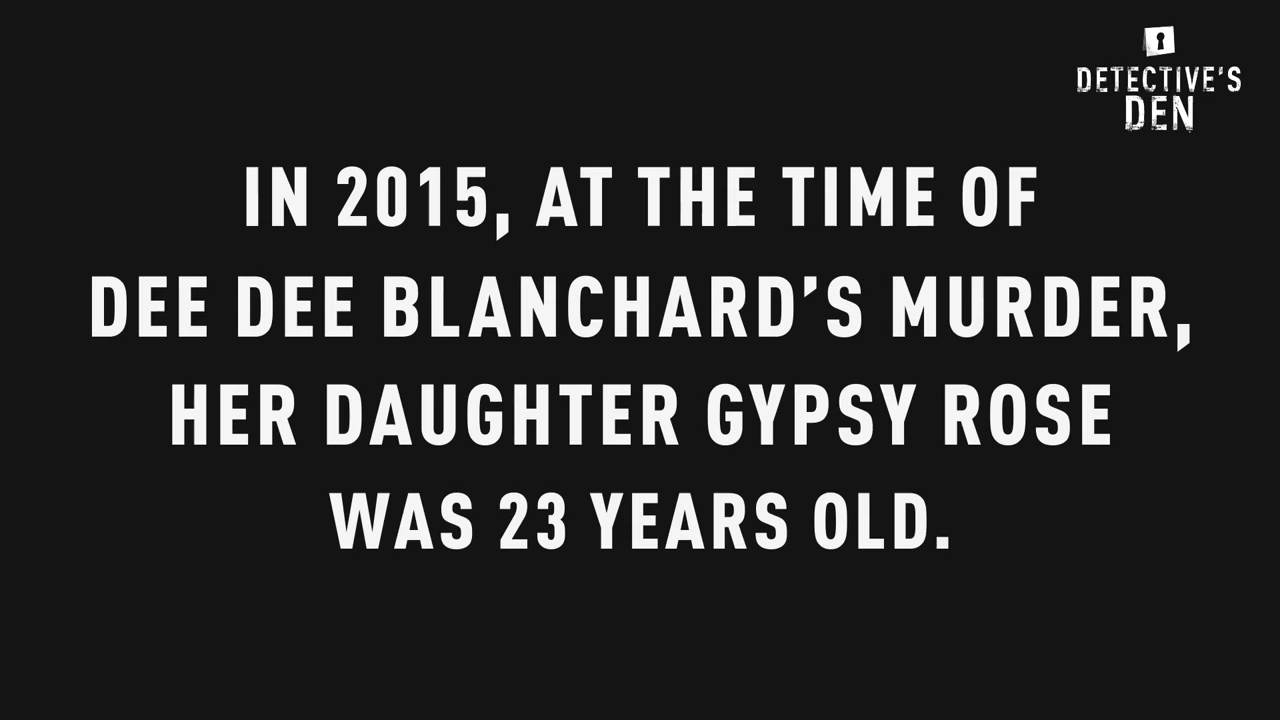 DETECTIVE'S
DEN
IN 2015, AT THE TIME OF
DEE DEE BLANCHARD'S MURDER,
HER DAUGHTER GYPSY ROSE
WAS 23 YEARS OLD.